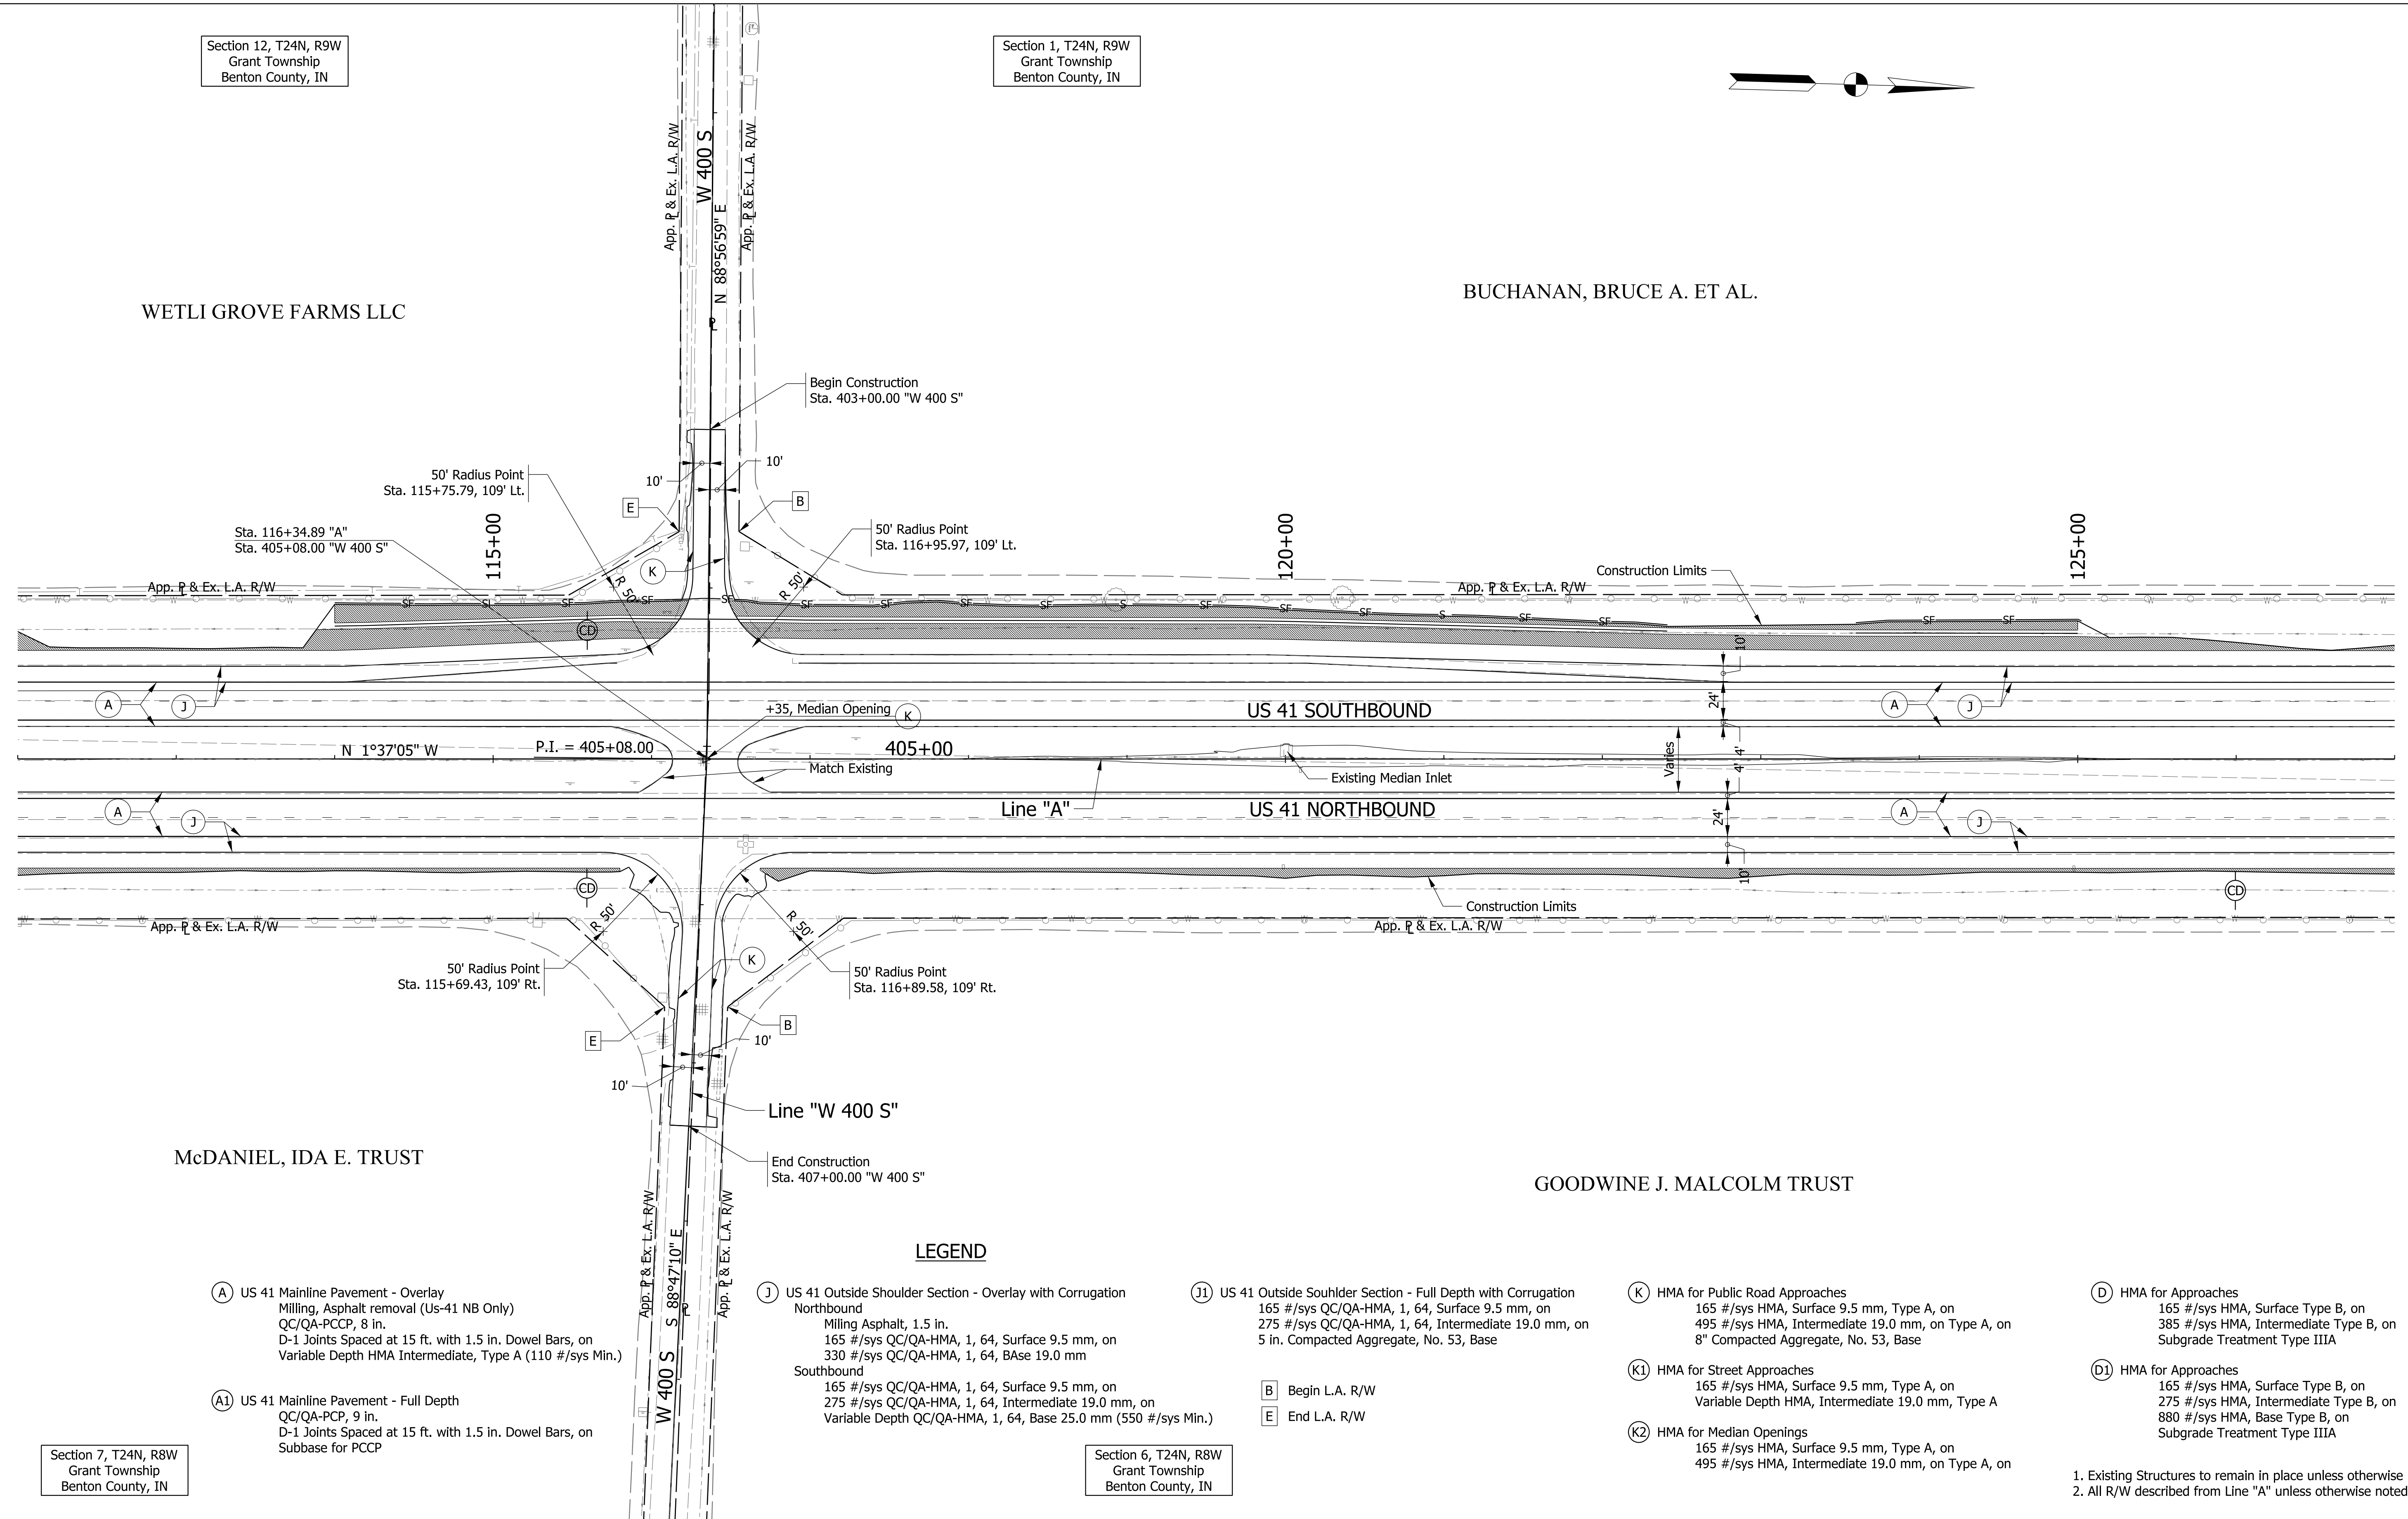 Section 12, T24N, R9W
Grant Township
Benton County, IN
Section 1, T24N, R9W
Grant Township
Benton County, IN
App. PL & Ex. L.A. R/W
W 400 S
N 88°56'59" E
App. PL & Ex. L.A. R/W
PL
WETLI GROVE FARMS LLC
BUCHANAN, BRUCE A. ET AL.
Begin Construction
Sta. 403+00.00 "W 400 S"
10'
10'
50' Radius Point
Sta. 115+75.79, 109' Lt.
E
B
Sta. 116+34.89 "A"
Sta. 405+08.00 "W 400 S"
115+00
50' Radius Point
Sta. 116+95.97, 109' Lt.
120+00
125+00
K
R 50'
R 50'
Construction Limits
App. PL & Ex. L.A. R/W
App. PL & Ex. L.A. R/W
SF SF SF SF SF SF SF SF SF SF SF SF SF SF SF SF
CD
10'
A
J
24'
A
J
+35, Median Opening
K
US 41 SOUTHBOUND
N 1°37'05" W
P.I. = 405+08.00
405+00
Match Existing
Existing Median Inlet
Varies
4'
4'
A
J
Line "A"
US 41 NORTHBOUND
24'
A
J
10'
CD
CD
Construction Limits
App. PL & Ex. L.A. R/W
App. PL & Ex. L.A. R/W
R 50'
R 50'
K
50' Radius Point
Sta. 115+69.43, 109' Rt.
50' Radius Point
Sta. 116+89.58, 109' Rt.
E
B
10'
10'
Line "W 400 S"
McDANIEL, IDA E. TRUST
End Construction
Sta. 407+00.00 "W 400 S"
GOODWINE J. MALCOLM TRUST
App. PL & Ex. L.A. R/W
W 400 S
S 88°47'10" E
PL
App. PL & Ex. L.A. R/W
LEGEND
A US 41 Mainline Pavement - Overlay
Milling, Asphalt removal (Us-41 NB Only)
QC/QA-PCCP, 8 in.
D-1 Joints Spaced at 15 ft. with 1.5 in. Dowel Bars, on
Variable Depth HMA Intermediate, Type A (110 #/sys Min.)
A1 US 41 Mainline Pavement - Full Depth
QC/QA-PCP, 9 in.
D-1 Joints Spaced at 15 ft. with 1.5 in. Dowel Bars, on
Subbase for PCCP
J US 41 Outside Shoulder Section - Overlay with Corrugation
Northbound
Miling Asphalt, 1.5 in.
165 #/sys QC/QA-HMA, 1, 64, Surface 9.5 mm, on
330 #/sys QC/QA-HMA, 1, 64, BAse 19.0 mm
Southbound
165 #/sys QC/QA-HMA, 1, 64, Surface 9.5 mm, on
275 #/sys QC/QA-HMA, 1, 64, Intermediate 19.0 mm, on
Variable Depth QC/QA-HMA, 1, 64, Base 25.0 mm (550 #/sys Min.)
J1 US 41 Outside Souhlder Section - Full Depth with Corrugation
165 #/sys QC/QA-HMA, 1, 64, Surface 9.5 mm, on
275 #/sys QC/QA-HMA, 1, 64, Intermediate 19.0 mm, on
5 in. Compacted Aggregate, No. 53, Base
B Begin L.A. R/W
E End L.A. R/W
K HMA for Public Road Approaches
165 #/sys HMA, Surface 9.5 mm, Type A, on
495 #/sys HMA, Intermediate 19.0 mm, on Type A, on
8" Compacted Aggregate, No. 53, Base
K1 HMA for Street Approaches
165 #/sys HMA, Surface 9.5 mm, Type A, on
Variable Depth HMA, Intermediate 19.0 mm, Type A
K2 HMA for Median Openings
165 #/sys HMA, Surface 9.5 mm, Type A, on
495 #/sys HMA, Intermediate 19.0 mm, on Type A, on
D HMA for Approaches
165 #/sys HMA, Surface Type B, on
385 #/sys HMA, Intermediate Type B, on
Subgrade Treatment Type IIIA
D1 HMA for Approaches
165 #/sys HMA, Surface Type B, on
275 #/sys HMA, Intermediate Type B, on
880 #/sys HMA, Base Type B, on
Subgrade Treatment Type IIIA
Section 7, T24N, R8W
Grant Township
Benton County, IN
Section 6, T24N, R8W
Grant Township
Benton County, IN
1. Existing Structures to remain in place unless otherwise
2. All R/W described from Line "A" unless otherwise noted